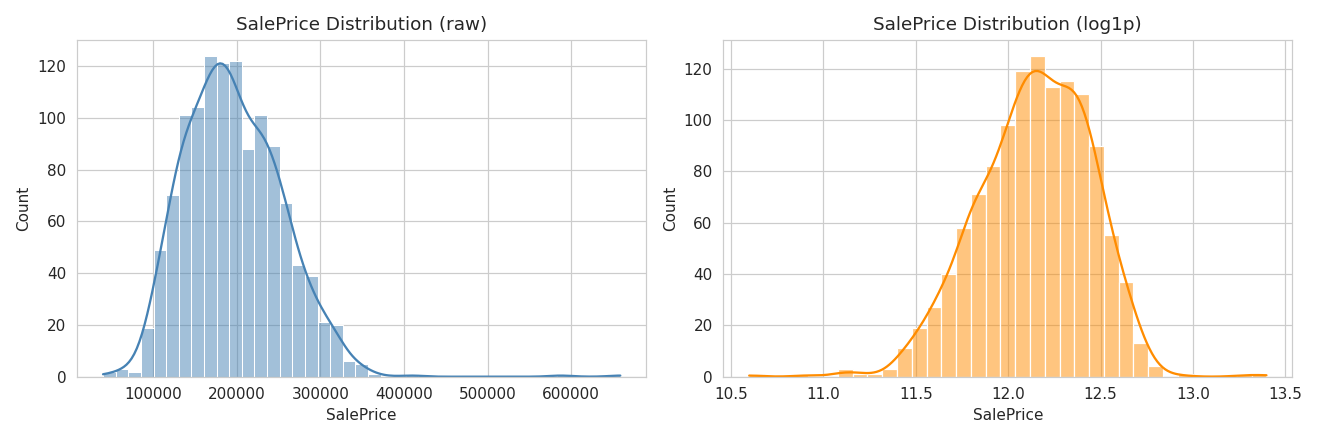 SalePrice Distribution (raw)
120
100
80
60
40
20
0
Count
100000 200000 300000 400000 500000 600000
SalePrice
SalePrice Distribution (log1p)
120
100
80
60
40
20
0
Count
10.5 11.0 11.5 12.0 12.5 13.0 13.5
SalePrice